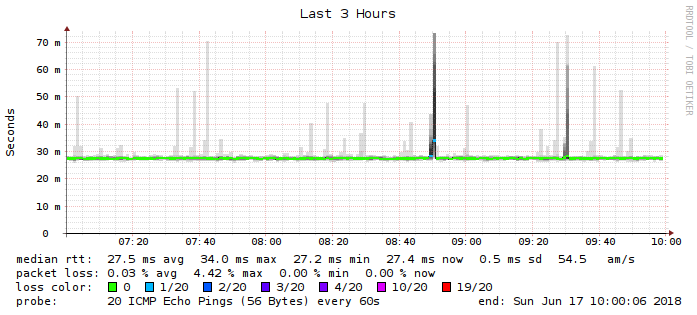 Last 3 Hours
RRDTOOL / TOBI OETIKER
Seconds
70 m
60 m
50 m
40 m
30 m
20 m
10 m
0
07:20 07:40 08:00 08:20 08:40 09:00 09:20 09:40 10:00
median rtt: 27.5 ms avg 34.0 ms max 27.2 ms min 27.4 ms now 0.5 ms sd 54.5 am/s
packet loss: 0.03 % avg 4.42 % max 0.00 % min 0.00 % now
loss color: 0 1/20 2/20 3/20 4/20 10/20 19/20
probe: 20 ICMP Echo Pings (56 Bytes) every 60s end: Sun Jun 17 10:00:06 2018